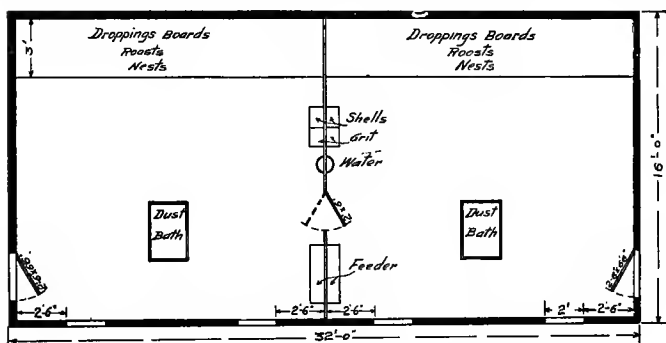 Droppings Boards
Roosts
Nests
Droppings Boards
Roosts
Nests
3'
Shells
Grit
Water
16'-0"
Dust
Bath
Dust
Bath
Feeder
2'-6"
2'-6"
2'-6"
2'
2'-6"
32'-0"